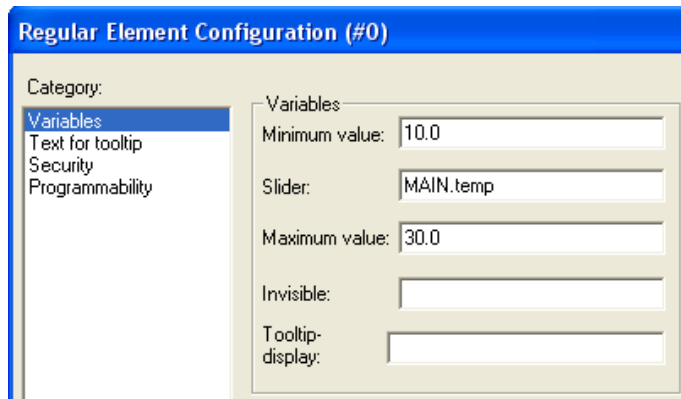 Regular Element Configuration (#0)
Category:
Variables
Text for tooltip
Security
Programmability
Variables
Minimum value: 10.0
Slider: MAIN.temp
Maximum value: 30.0
Invisible:
Tooltip-
display: